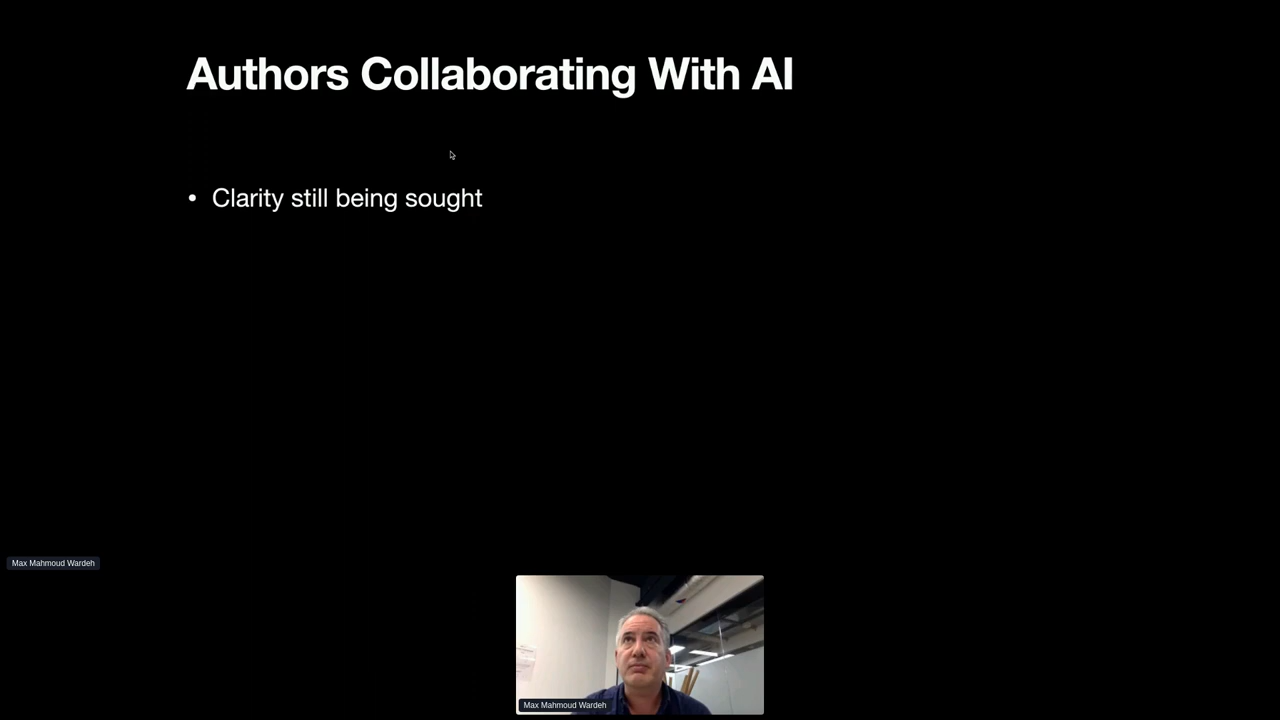 Authors Collaborating With AI
• Clarity still being sought
Max Mahmoud Wardeh
Max Mahmoud Wardeh